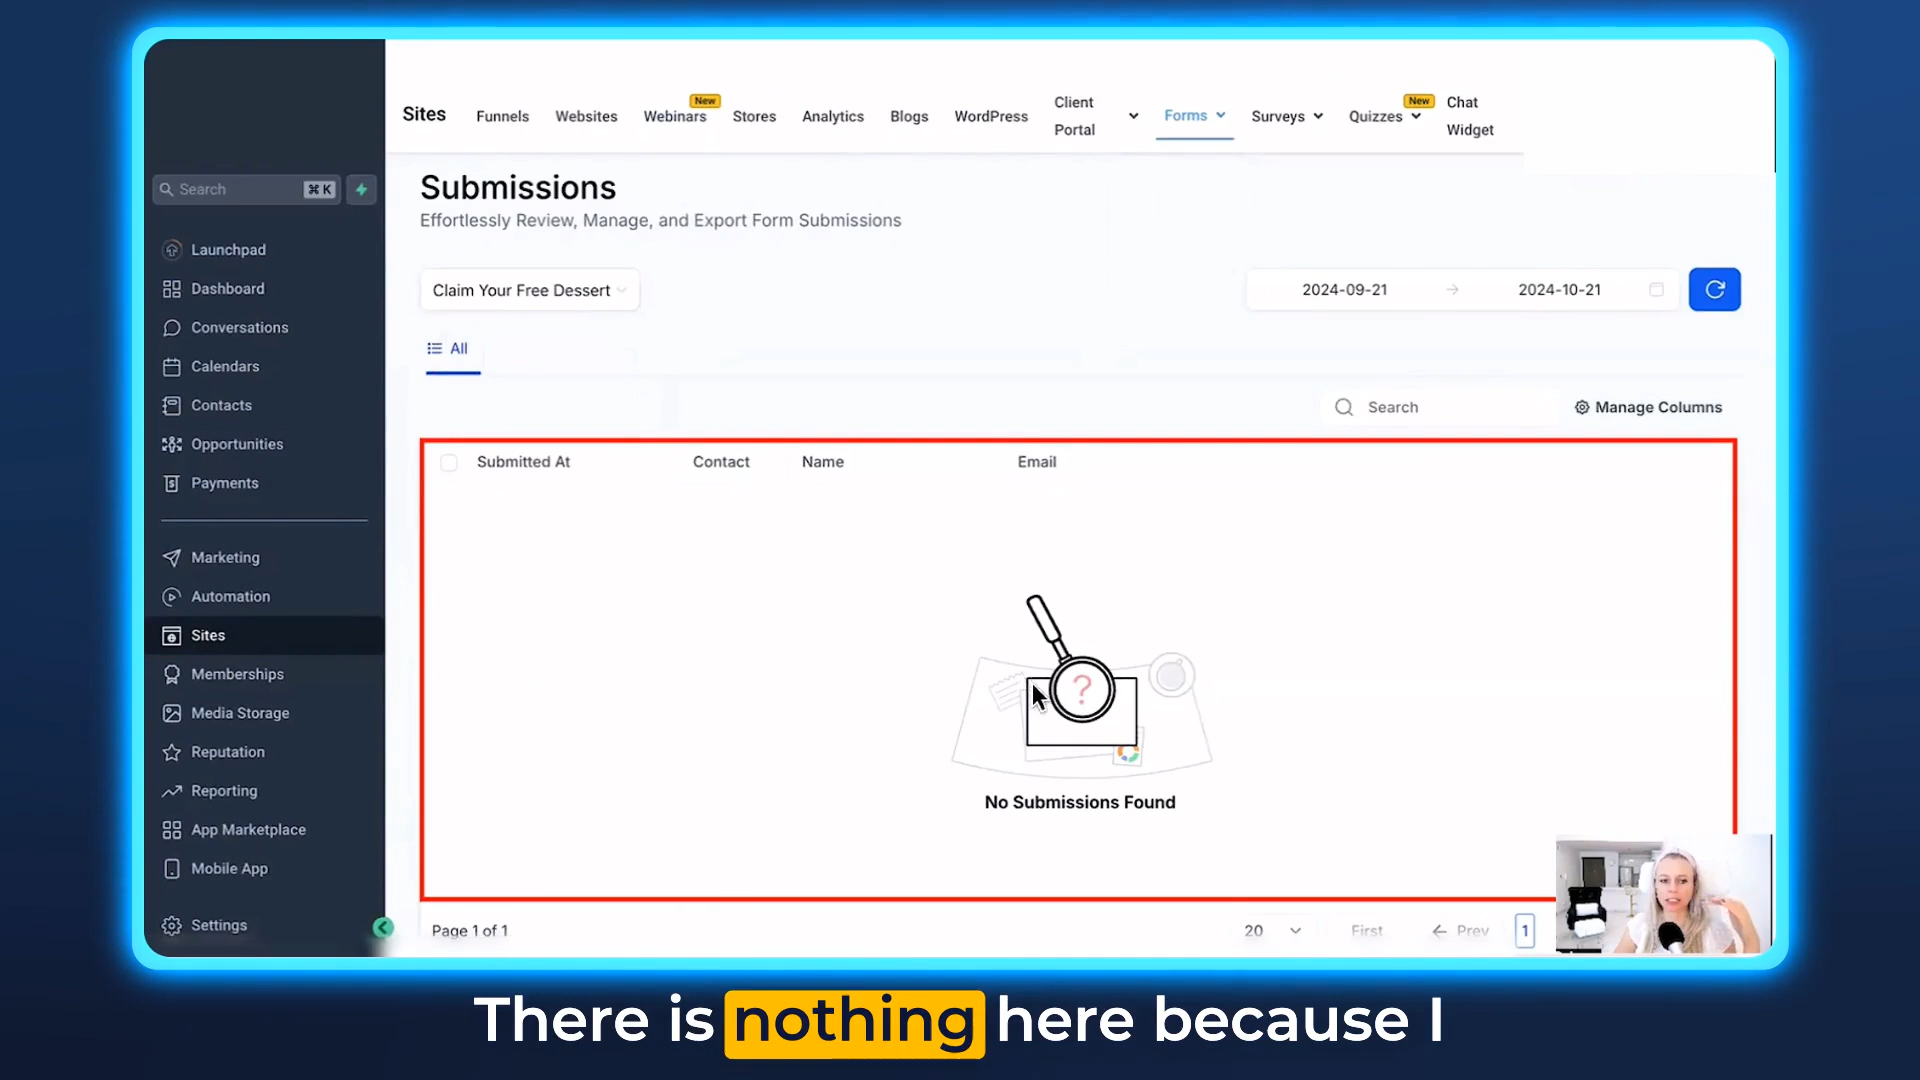 Sites Funnels Websites Webinars New Stores Analytics Blogs WordPress Client Portal Forms Surveys Quizzes New Chat Widget
Search ⌘ K
Launchpad
Dashboard
Conversations
Calendars
Contacts
Opportunities
Payments
Marketing
Automation
Sites
Memberships
Media Storage
Reputation
Reporting
App Marketplace
Mobile App
Settings
Submissions
Effortlessly Review, Manage, and Export Form Submissions
Claim Your Free Dessert 2024-09-21 → 2024-10-21
All
Search Manage Columns
Submitted At Contact Name Email
?
No Submissions Found
Page 1 of 1 20 First ← Prev 1
There is nothing here because I